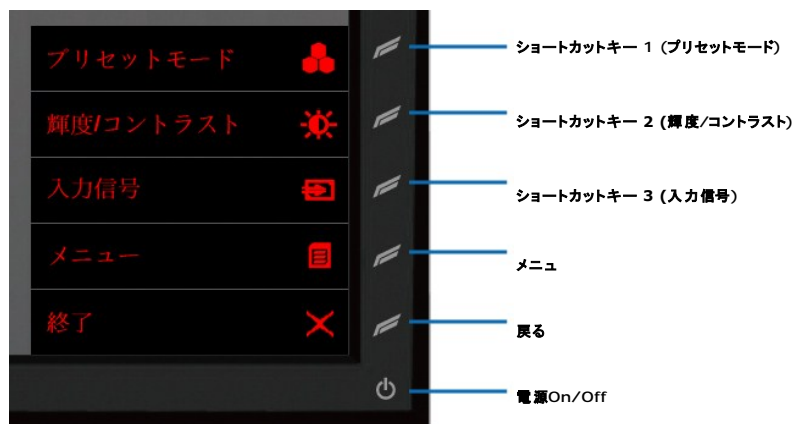 プリセットモード
輝度/コントラスト
入力信号
メニュー
終了
ショートカットキー 1 (プリセットモード)
ショートカットキー 2 (輝度/コントラスト)
ショートカットキー 3 (入力信号)
メニュ
戻る
電源On/Off